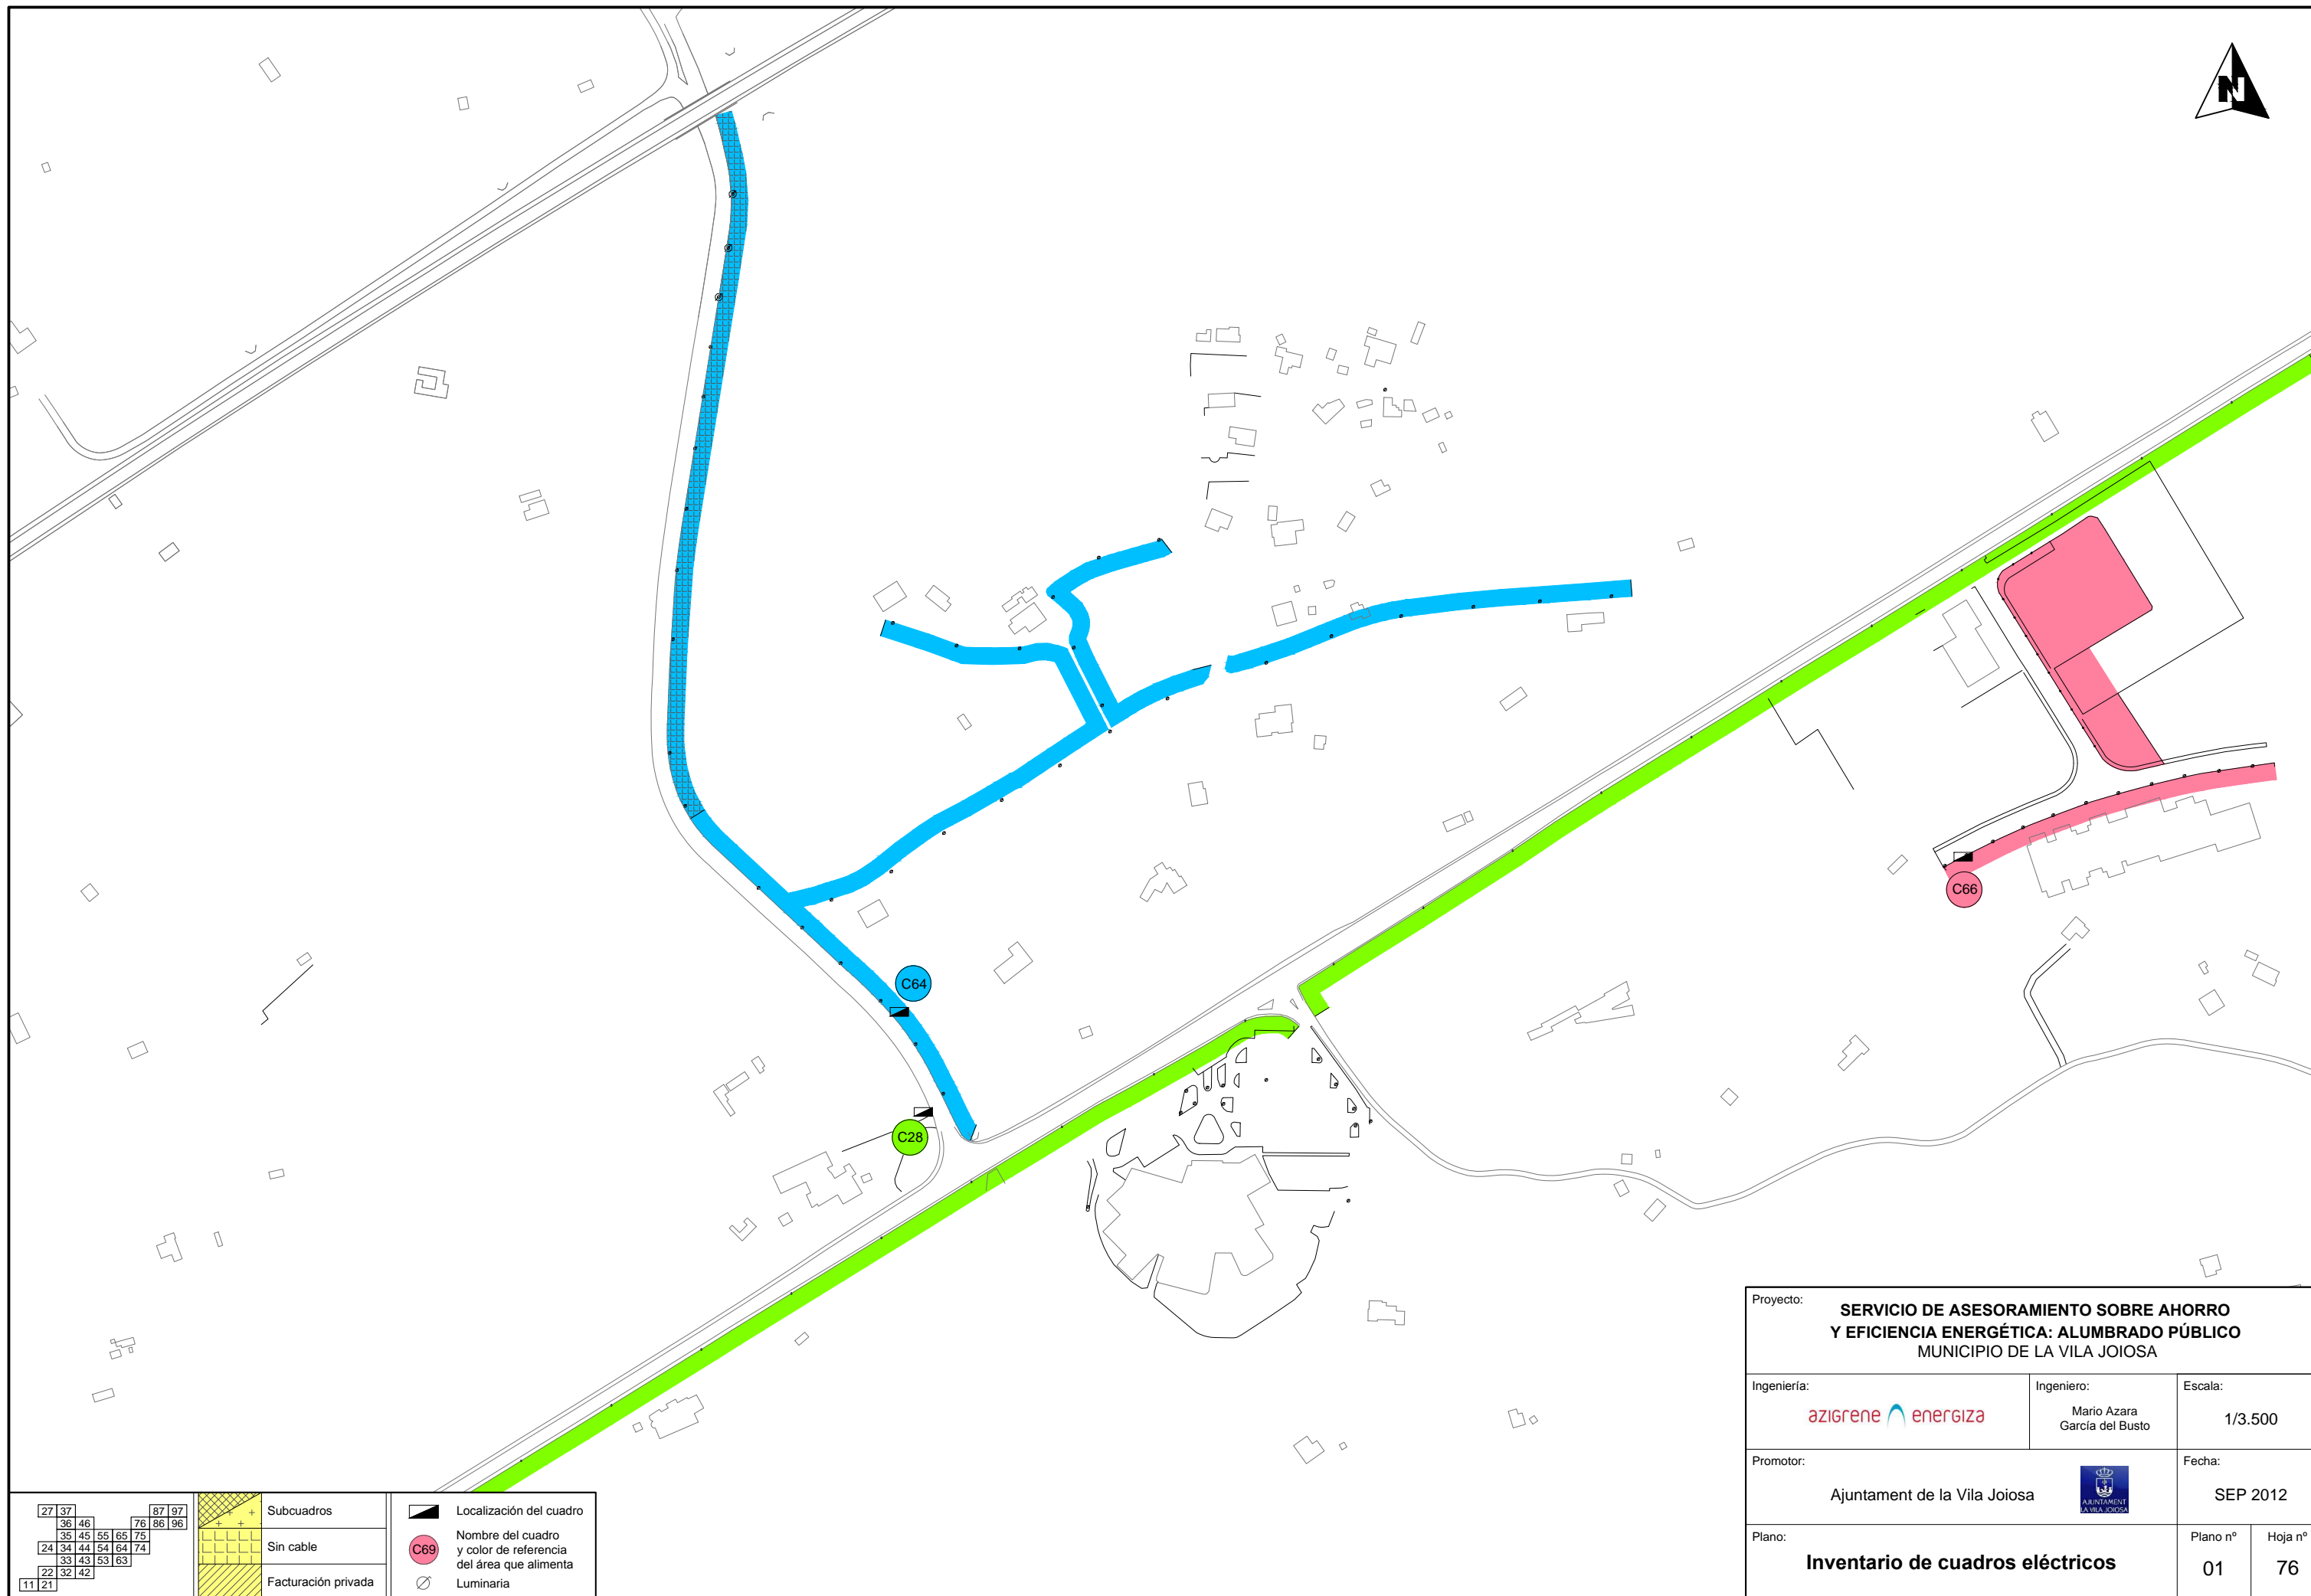 N
C64
C28
C66
Proyecto:
SERVICIO DE ASESORAMIENTO SOBRE AHORRO
Y EFICIENCIA ENERGÉTICA: ALUMBRADO PÚBLICO
MUNICIPIO DE LA VILA JOIOSA
Ingeniería:
azigrene energiza
Ingeniero:
Mario Azara
García del Busto
Escala:
1/3.500
Promotor:
Ajuntament de la Vila Joiosa
AJUNTAMENT
LA VILA JOIOSA
Fecha:
SEP 2012
Plano:
Inventario de cuadros eléctricos
Plano nº
01
Hoja nº
76
27 37 87 97
36 46 76 86 96
35 45 55 65 75
24 34 44 54 64 74
33 43 53 63
22 32 42
11 21
Subcuadros
Sin cable
Facturación privada
Localización del cuadro
C69
Nombre del cuadro
y color de referencia
del área que alimenta
Luminaria